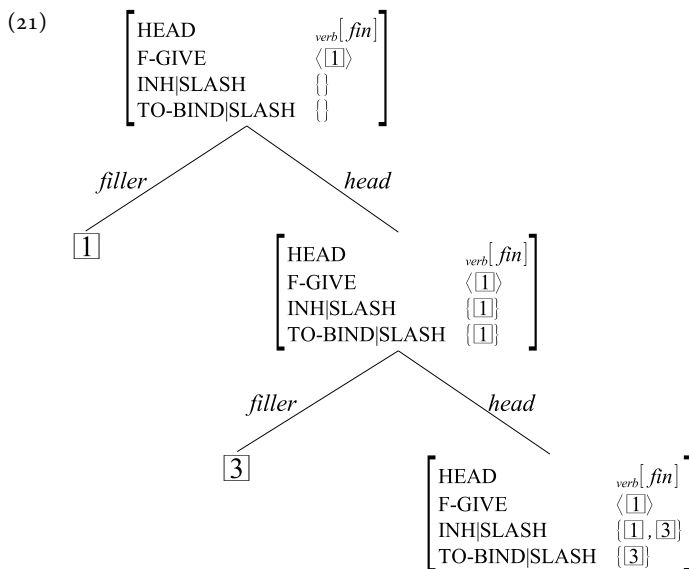 (21)
HEAD verb[fin]
F-GIVE ⟨[1]⟩
INH|SLASH {}
TO-BIND|SLASH {}
filler head
[1]
HEAD verb[fin]
F-GIVE ⟨[1]⟩
INH|SLASH {[1]}
TO-BIND|SLASH {[1]}
filler head
[3]
HEAD verb[fin]
F-GIVE ⟨[1]⟩
INH|SLASH {[1],[3]}
TO-BIND|SLASH {[3]}